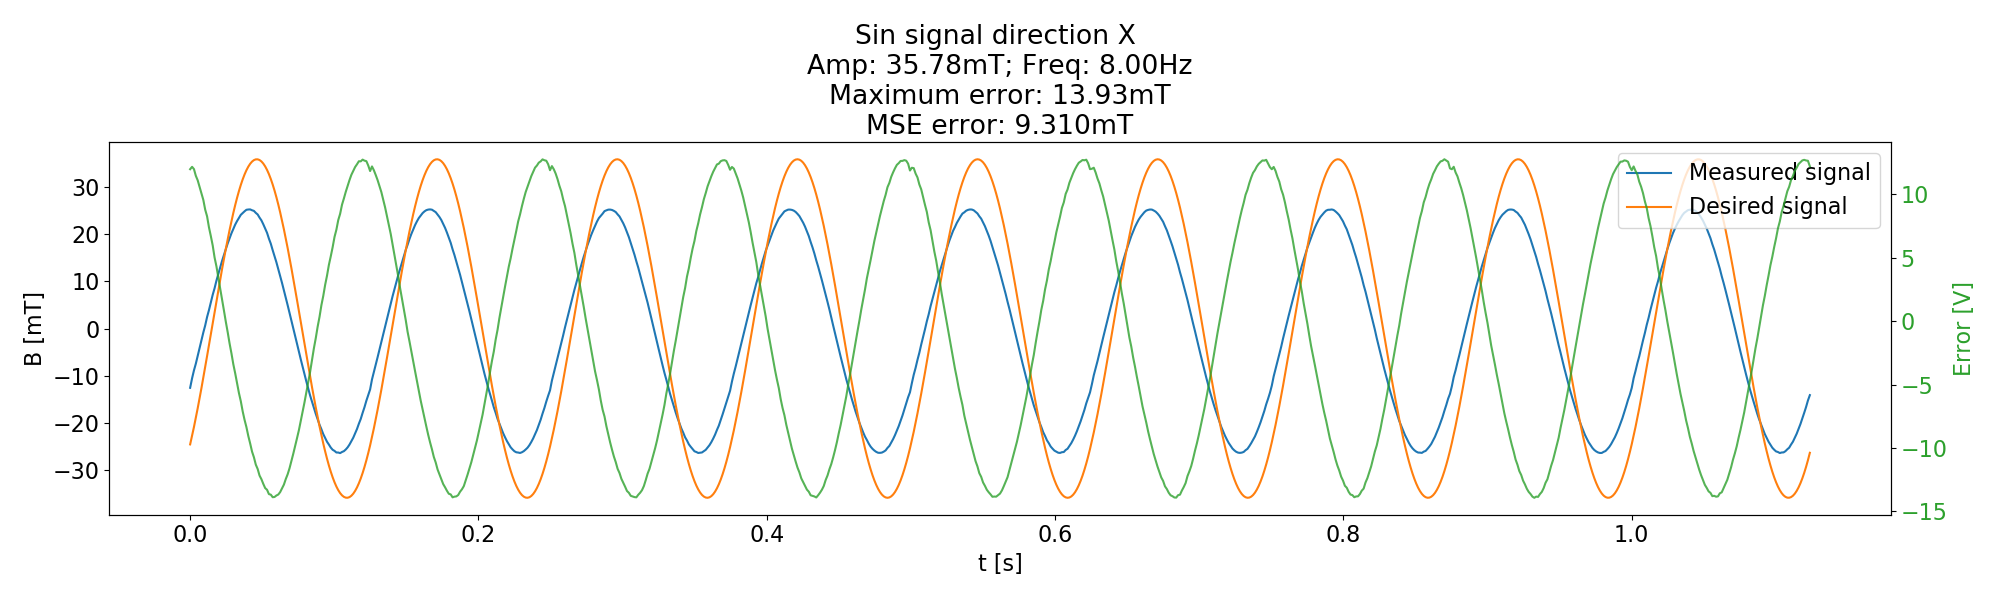 Sin signal direction X
Amp: 35.78mT; Freq: 8.00Hz
Maximum error: 13.93mT
MSE error: 9.310mT
Measured signal
Desired signal
B [mT]
30
20
10
0
−10
−20
−30
10
5
0
−5
−10
−15
Error [V]
0.0 0.2 0.4 0.6 0.8 1.0
t [s]